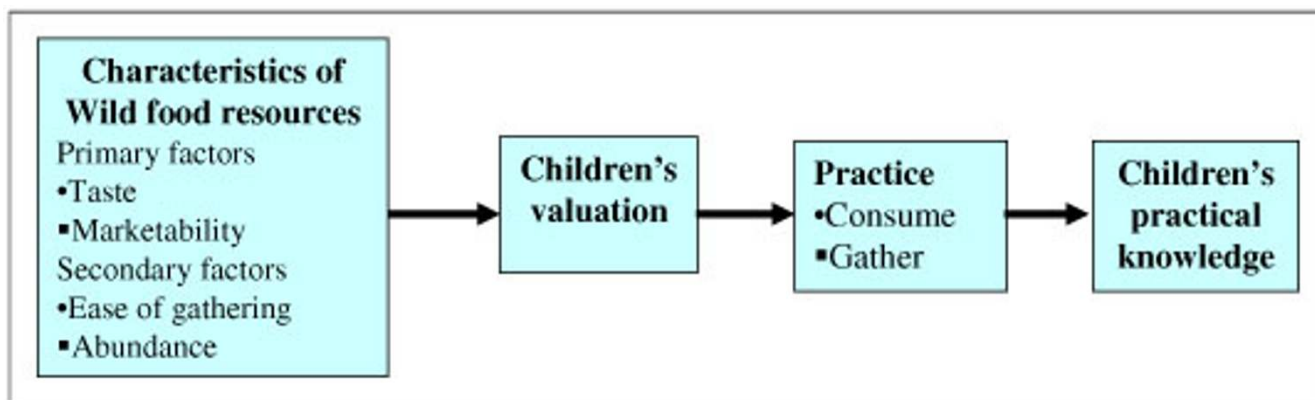 Characteristics of
Wild food resources
Primary factors
•Taste
▪Marketability
Secondary factors
•Ease of gathering
▪Abundance
Children's
valuation
Practice
•Consume
▪Gather
Children's
practical
knowledge